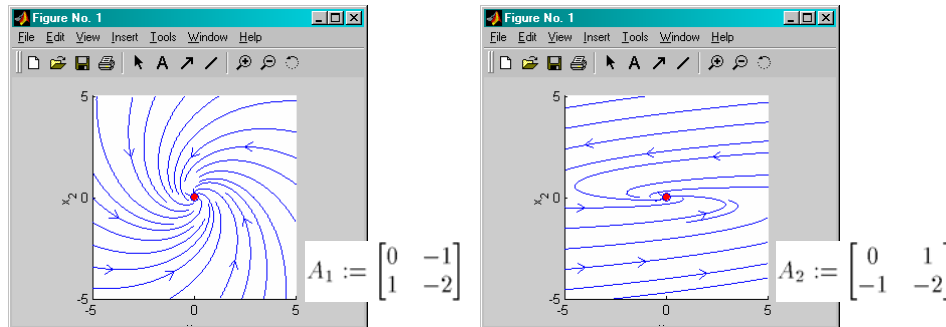 Figure No. 1
File Edit View Insert Tools Window Help
5
x2 0
-5
-5 0 5
A1 := [0 -1
1 -2]
Figure No. 1
File Edit View Insert Tools Window Help
5
x2 0
-5
-5 0 5
A2 := [0 1
-1 -2]